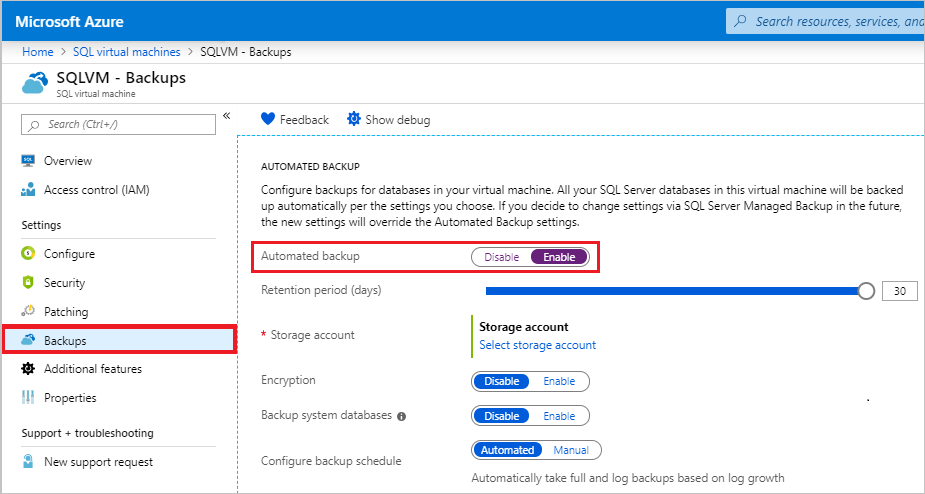 Microsoft Azure
Search resources, services, and
Home > SQL virtual machines > SQLVM - Backups
SQLVM - Backups
SQL virtual machine
Search (Ctrl+/)
«
Overview
Access control (IAM)
Settings
Configure
Security
Patching
Backups
Additional features
Properties
Support + troubleshooting
New support request
Feedback
Show debug
AUTOMATED BACKUP
Configure backups for databases in your virtual machine. All your SQL Server databases in this virtual machine will be backed
up automatically per the settings you choose. If you decide to change settings via SQL Server Managed Backup in the future,
the new settings will override the Automated Backup settings.
Automated backup Disable Enable
Retention period (days) 30
* Storage account
Storage account
Select storage account
Encryption Disable Enable
Backup system databases Disable Enable
Configure backup schedule Automated Manual
Automatically take full and log backups based on log growth